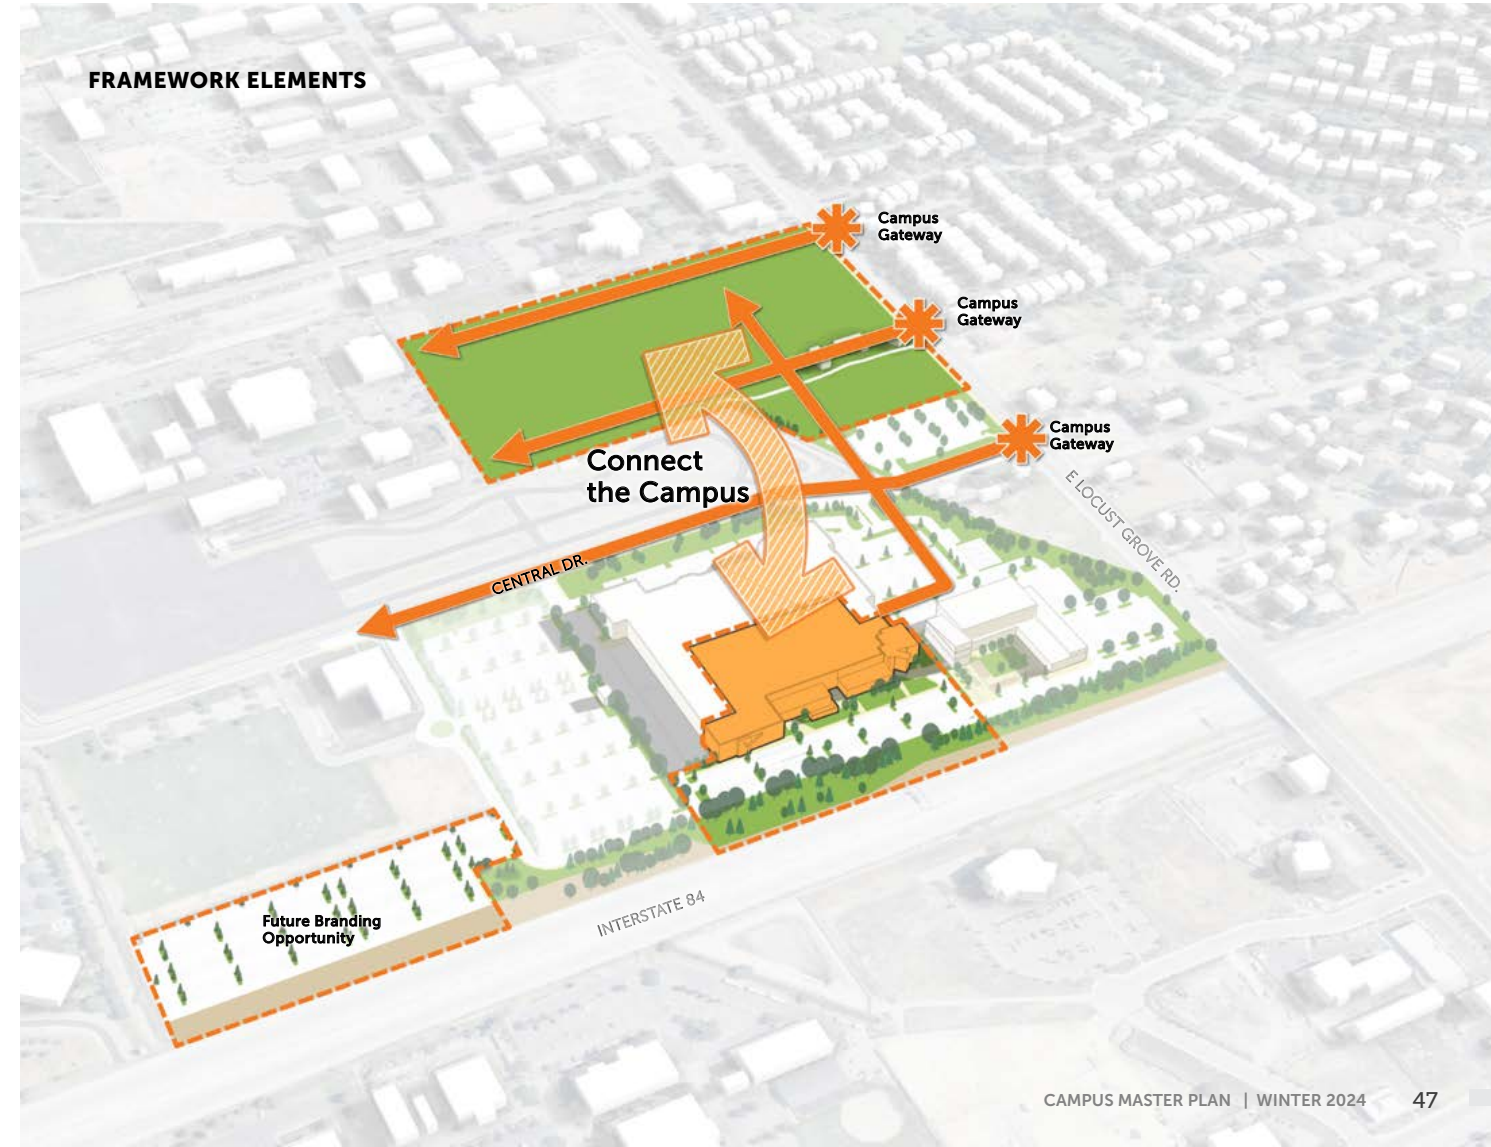 FRAMEWORK ELEMENTS
Campus
Gateway
Campus
Gateway
Campus
Gateway
Connect
the Campus
E LOCUST GROVE RD.
CENTRAL DR.
Future Branding
Opportunity
INTERSTATE 84
CAMPUS MASTER PLAN | WINTER 2024 47